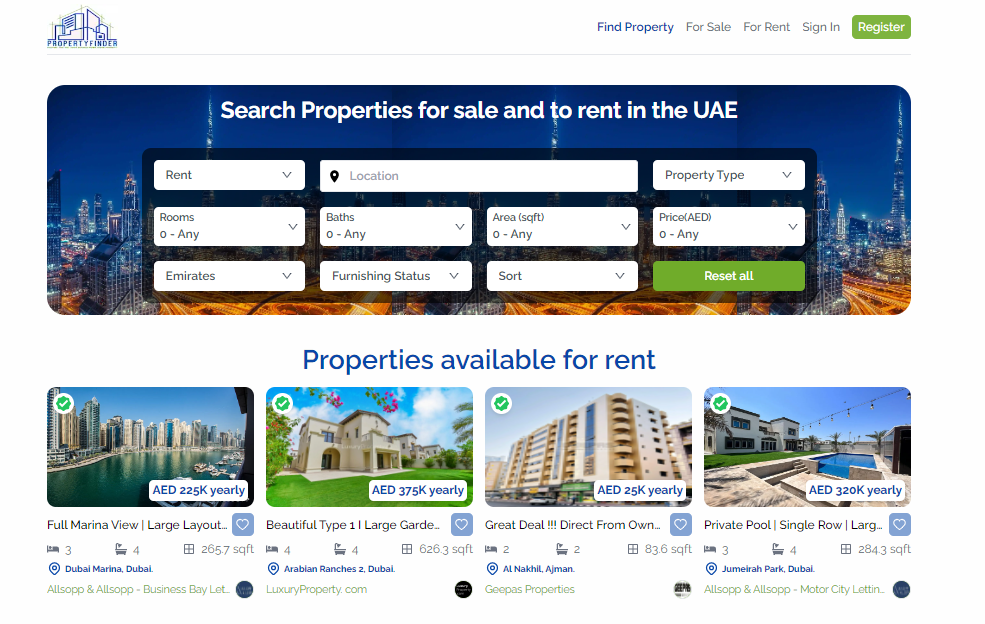 PROPERTYFINDER
Find Property For Sale For Rent Sign In Register
Search Properties for sale and to rent in the UAE
Rent Location Property Type
Rooms Baths Area (sqft) Price(AED)
0 - Any 0 - Any 0 - Any 0 - Any
Emirates Furnishing Status Sort Reset all
Properties available for rent
AED 225K yearly AED 375K yearly AED 25K yearly AED 320K yearly
Full Marina View | Large Layout... Beautiful Type 1 I Large Garde... Great Deal !!! Direct From Own... Private Pool | Single Row | Larg...
3 4 265.7 sqft 4 4 626.3 sqft 2 2 83.6 sqft 3 4 284.3 sqft
Dubai Marina, Dubai. Arabian Ranches 2, Dubai. Al Nakhil, Ajman. Jumeirah Park, Dubai.
Allsopp & Allsopp - Business Bay Let... LuxuryProperty. com Geepas Properties Allsopp & Allsopp - Motor City Lettin...